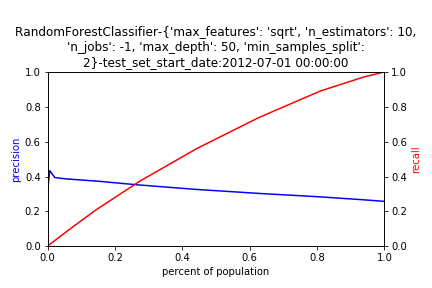 RandomForestClassifier-{'max_features': 'sqrt', 'n_estimators': 10,
'n_jobs': -1, 'max_depth': 50, 'min_samples_split':
2}-test_set_start_date:2012-07-01 00:00:00
1.0
0.8
0.6
0.4
0.2
0.0
precision
1.0
0.8
0.6
0.4
0.2
0.0
recall
0.0 0.2 0.4 0.6 0.8 1.0
percent of population